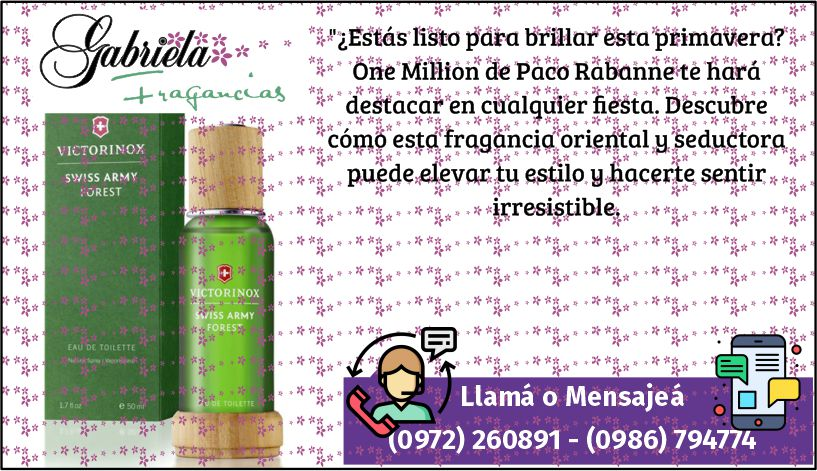 Gabriela
Fragancias
"¿Estás listo para brillar esta primavera?
One Million de Paco Rabanne te hará
destacar en cualquier fiesta. Descubre
cómo esta fragancia oriental y seductora
puede elevar tu estilo y hacerte sentir
irresistible.
VICTORINOX
SWISS ARMY
FOREST
EAU DE TOILETTE
Natural Spray / Vaporisateur
1.7 fl oz
e 50 ml
VICTORINOX
SWISS ARMY
FOREST
EAU DE TOILETTE
Llamá o Mensajeá
(0972) 260891 - (0986) 794774